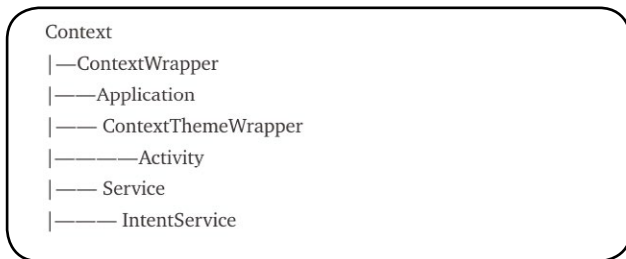 Context
|—ContextWrapper
|——Application
|—— ContextThemeWrapper
|————Activity
|—— Service
|——— IntentService